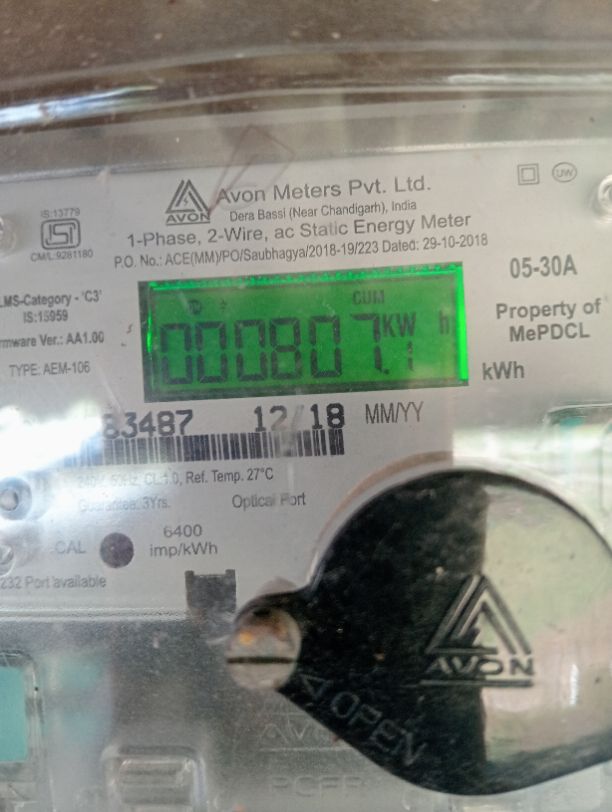 AVON
Avon Meters Pvt. Ltd.
Dera Bassi (Near Chandigarh), India
1-Phase, 2-Wire, ac Static Energy Meter
P.O. No.: ACE(MM)/PO/Saubhagya/2018-19/223 Dated: 29-10-2018
UW
IS:13779
ISI
CM/L:9281180
LMS-Category - 'C3'
IS:15959
rmware Ver.: AA1.00
TYPE: AEM-106
CUM
000807.1 KW h
05-30A
Property of
MePDCL
kWh
83487 12/18 MM/YY
240V, 50Hz, CL 1.0, Ref. Temp. 27°C
Guarantee: 3Yrs. Optical Port
CAL
6400
imp/kWh
232 Port available
AVON
OPEN